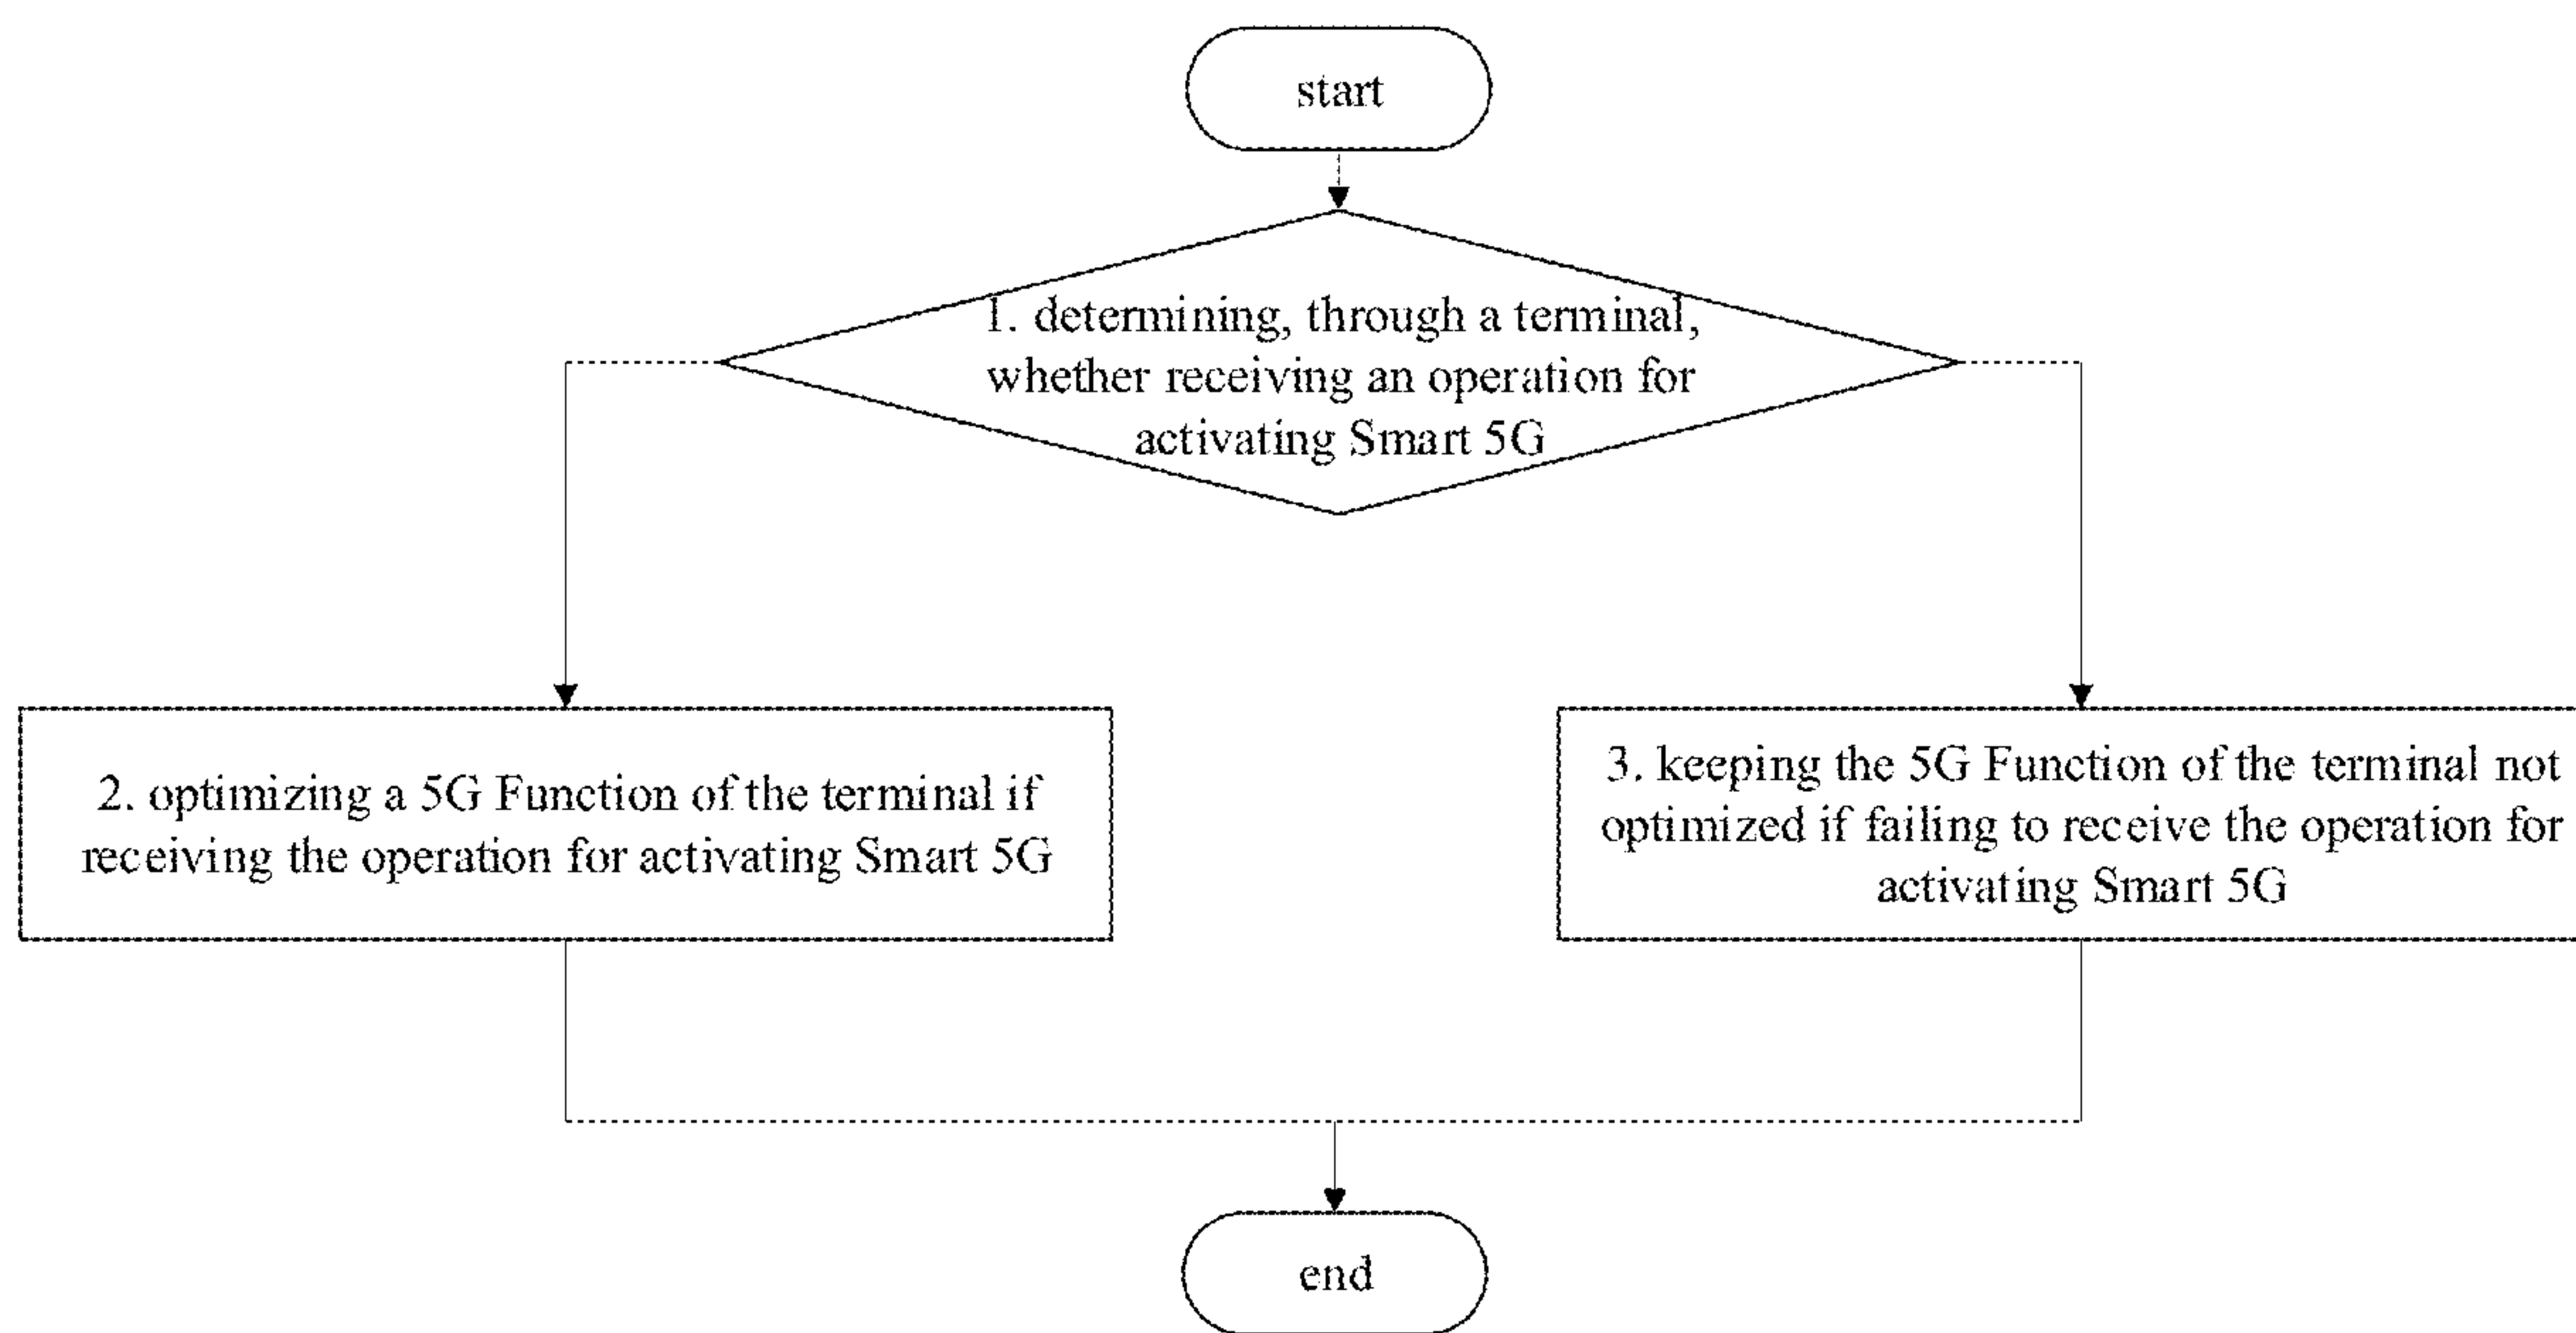 start
1. determining, through a terminal,
whether receiving an operation for
activating Smart 5G
2. optimizing a 5G Function of the terminal if
receiving the operation for activating Smart 5G
3. keeping the 5G Function of the terminal not
optimized if failing to receive the operation for
activating Smart 5G
end